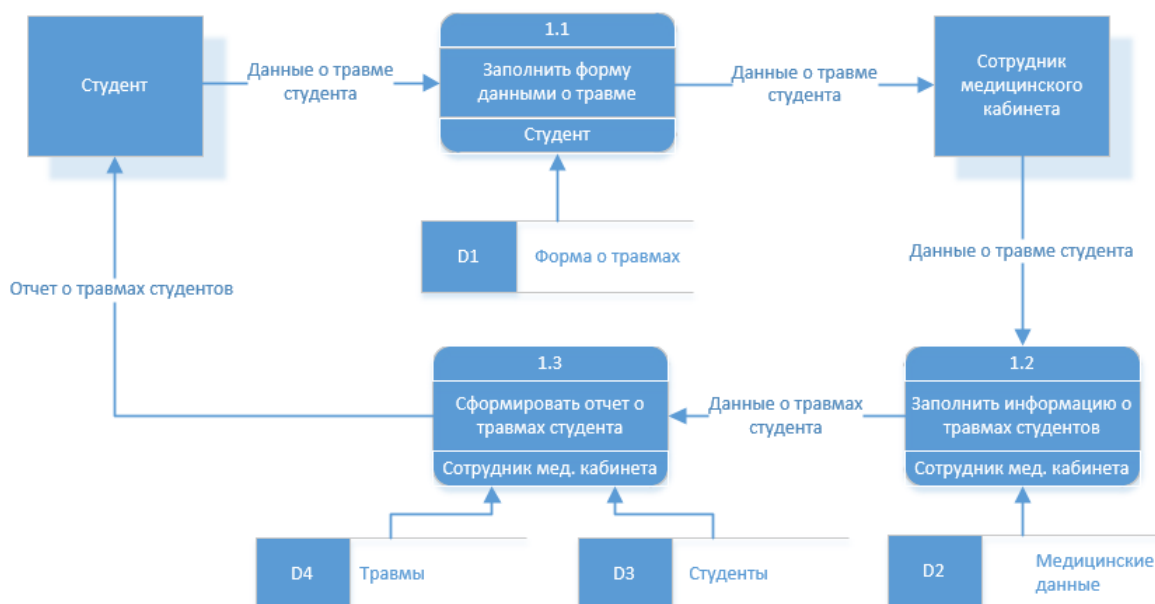 1.1
Студент
Данные о травме
студента
Заполнить форму
данными о травме
Данные о травме
студента
Сотрудник
медицинского
кабинета
Студент
D1
Форма о травмах
Данные о травме студента
Отчет о травмах студентов
1.3
1.2
Сформировать отчет о
травмах студента
Данные о травмах
студента
Заполнить информацию о
травмах студентов
Сотрудник мед. кабинета
Сотрудник мед. кабинета
D4
Травмы
D3
Студенты
D2
Медицинские
данные